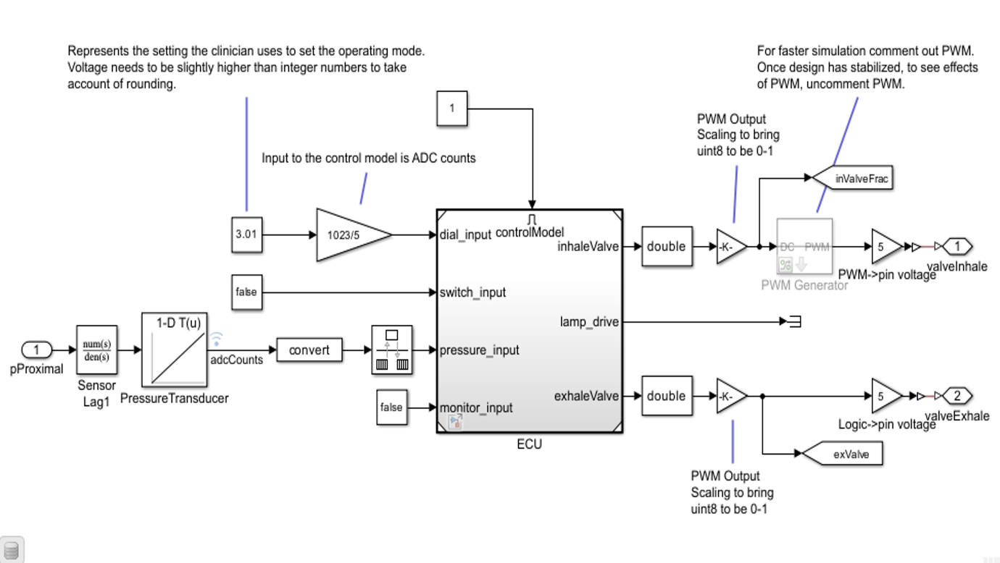 Represents the setting the clinician uses to set the operating mode.
Voltage needs to be slightly higher than integer numbers to take
account of rounding.
For faster simulation comment out PWM.
Once design has stabilized, to see effects
of PWM, uncomment PWM.
1
PWM Output
Scaling to bring
uint8 to be 0-1
Input to the control model is ADC counts
inValveFrac
3.01
1023/5
dial_input
controlModel
inhaleValve
double
-K-
DC PWM
PWM Generator
5
PWM->pin voltage
1
valveInhale
false
switch_input
lamp_drive
1
pProximal
num(s)
den(s)
Sensor
Lag1
1-D T(u)
PressureTransducer
adcCounts
convert
pressure_input
false
monitor_input
exhaleValve
ECU
double
-K-
5
Logic->pin voltage
2
valveExhale
exValve
PWM Output
Scaling to bring
uint8 to be 0-1